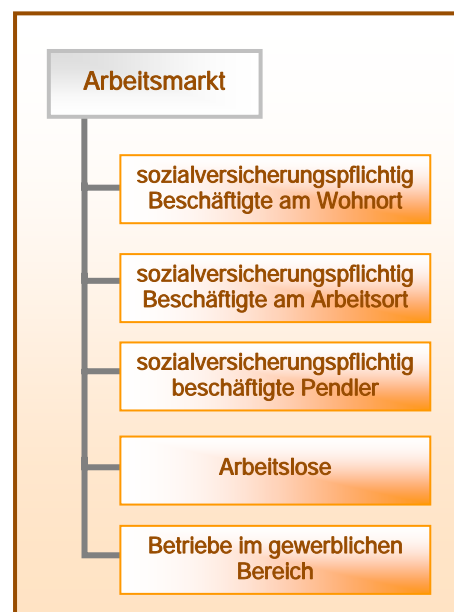 Arbeitsmarkt
sozialversicherungspflichtig
Beschäftigte am Wohnort
sozialversicherungspflichtig
Beschäftigte am Arbeitsort
sozialversicherungspflichtig
beschäftigte Pendler
Arbeitslose
Betriebe im gewerblichen
Bereich